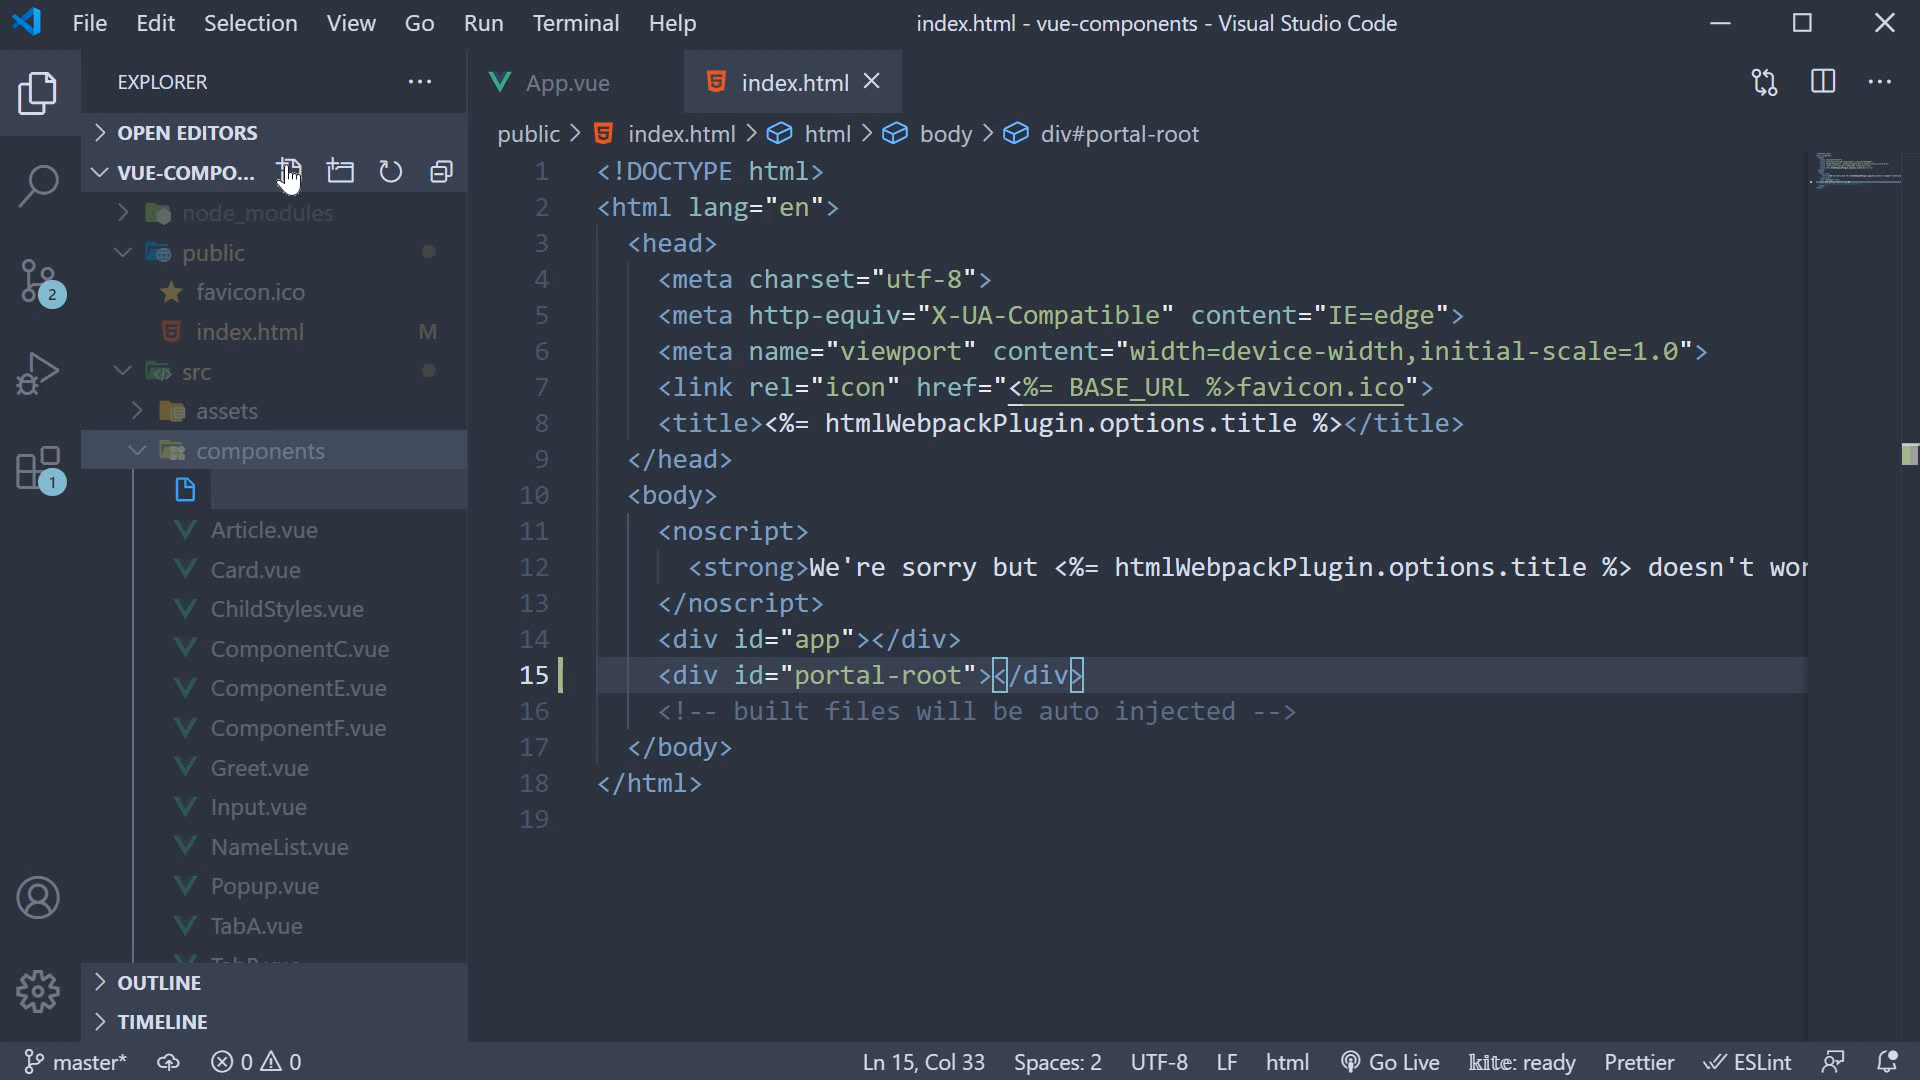 File Edit Selection View Go Run Terminal Help index.html - vue-components - Visual Studio Code
EXPLORER
App.vue
index.html
OPEN EDITORS
VUE-COMPO...
node_modules
public
favicon.ico
index.html M
src
assets
components
Article.vue
Card.vue
ChildStyles.vue
ComponentC.vue
ComponentE.vue
ComponentF.vue
Greet.vue
Input.vue
NameList.vue
Popup.vue
TabA.vue
TabB.vue
OUTLINE
TIMELINE
2
1
public > index.html > html > body > div#portal-root
1 <!DOCTYPE html>
2 <html lang="en">
3 <head>
4 <meta charset="utf-8">
5 <meta http-equiv="X-UA-Compatible" content="IE=edge">
6 <meta name="viewport" content="width=device-width,initial-scale=1.0">
7 <link rel="icon" href="<%= BASE_URL %>favicon.ico">
8 <title><%= htmlWebpackPlugin.options.title %></title>
9 </head>
10 <body>
11 <noscript>
12 <strong>We're sorry but <%= htmlWebpackPlugin.options.title %> doesn't wor
13 </noscript>
14 <div id="app"></div>
15 <div id="portal-root"></div>
16 <!-- built files will be auto injected -->
17 </body>
18 </html>
19
master* 0 0 Ln 15, Col 33 Spaces: 2 UTF-8 LF html Go Live kite: ready Prettier ESLint